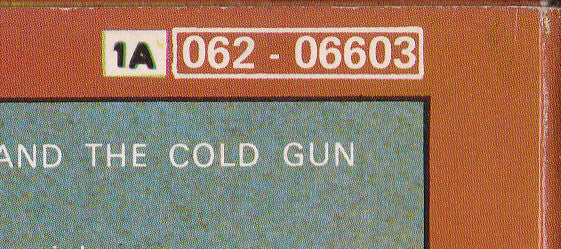 1A 062 - 06603
AND THE COLD GUN